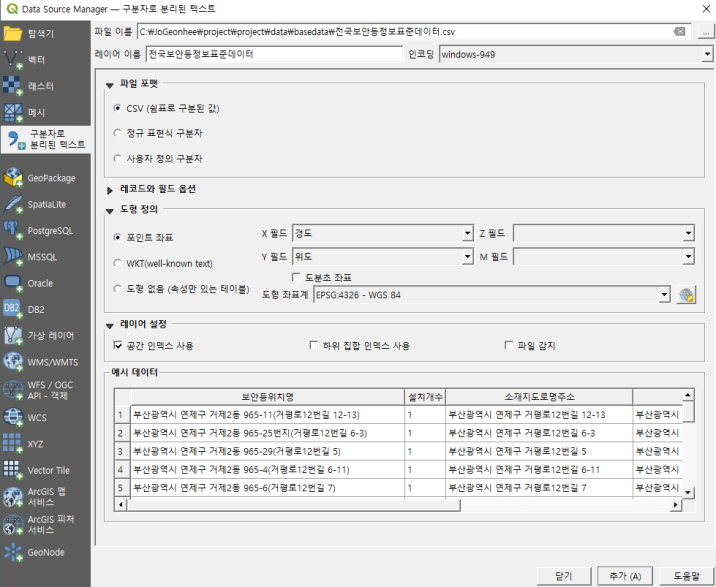 Data Source Manager — 구분자로 분리된 텍스트
탐색기
벡터
래스터
메시
구분자로
분리된 텍스트
GeoPackage
SpatiaLite
PostgreSQL
MSSQL
Oracle
DB2
DB2
가상 레이어
WMS/WMTS
WFS / OGC
API - 객체
WCS
XYZ
Vector Tile
ArcGIS 맵
서비스
ArcGIS 피처
서비스
GeoNode
파일 이름 C:₩JoGeonhee₩project₩project₩data₩basedata₩전국보안등정보표준데이터.csv ...
레이어 이름 전국보안등정보표준데이터 인코딩 windows-949
파일 포맷
CSV (쉼표로 구분된 값)
정규 표현식 구분자
사용자 정의 구분자
레코드와 필드 옵션
도형 정의
포인트 좌표 X 필드 경도 Z 필드
Y 필드 위도 M 필드
WKT(well-known text)
도분초 좌표
도형 없음 (속성만 있는 테이블) 도형 좌표계 EPSG:4326 - WGS 84
레이어 설정
공간 인덱스 사용 하위 집합 인덱스 사용 파일 감지
예시 데이터
보안등위치명 설치개수 소재지도로명주소
1 부산광역시 연제구 거제2동 965-11(거평로12번길 12-13) 1 부산광역시 연제구 거평로12번길 12-13 부산광역시
2 부산광역시 연제구 거제2동 965-25번지(거평로12번길 6-3) 1 부산광역시 연제구 거평로12번길 6-3 부산광역시
3 부산광역시 연제구 거제2동 965-29(거평로12번길 5) 1 부산광역시 연제구 거평로12번길 5 부산광역시
4 부산광역시 연제구 거제2동 965-4(거평로12번길 6-11) 1 부산광역시 연제구 거평로12번길 6-11 부산광역시
5 부산광역시 연제구 거제2동 965-6(거평로12번길 7) 1 부산광역시 연제구 거평로12번길 7 부산광역시
닫기 추가 (A) 도움말